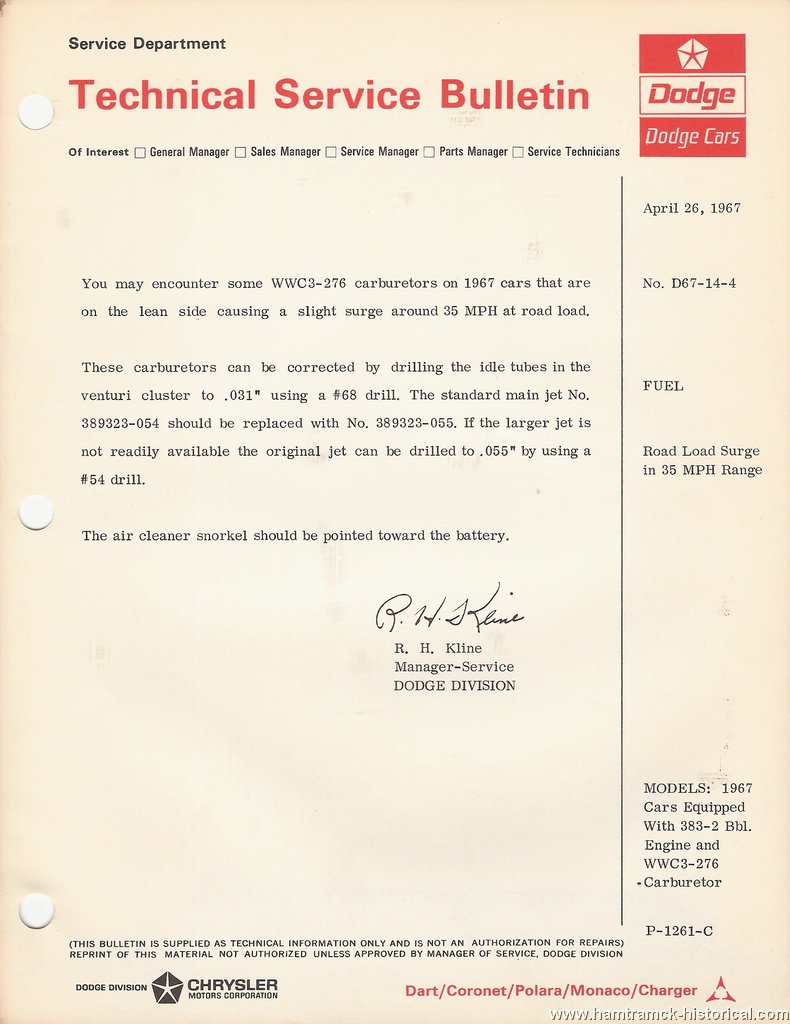 Service Department
Technical Service Bulletin
Dodge
Dodge Cars
Of Interest □ General Manager □ Sales Manager □ Service Manager □ Parts Manager □ Service Technicians
April 26, 1967
You may encounter some WWC3-276 carburetors on 1967 cars that are
on the lean side causing a slight surge around 35 MPH at road load.
No. D67-14-4
These carburetors can be corrected by drilling the idle tubes in the
venturi cluster to .031" using a #68 drill. The standard main jet No.
389323-054 should be replaced with No. 389323-055. If the larger jet is
not readily available the original jet can be drilled to .055" by using a
#54 drill.
FUEL
Road Load Surge
in 35 MPH Range
The air cleaner snorkel should be pointed toward the battery.
R. H. Kline
R. H. Kline
Manager-Service
DODGE DIVISION
MODELS: 1967
Cars Equipped
With 383-2 Bbl.
Engine and
WWC3-276
Carburetor
P-1261-C
(THIS BULLETIN IS SUPPLIED AS TECHNICAL INFORMATION ONLY AND IS NOT AN AUTHORIZATION FOR REPAIRS)
REPRINT OF THIS MATERIAL NOT AUTHORIZED UNLESS APPROVED BY MANAGER OF SERVICE, DODGE DIVISION
DODGE DIVISION CHRYSLER
MOTORS CORPORATION
Dart/Coronet/Polara/Monaco/Charger
www.hamtramck-historical.com